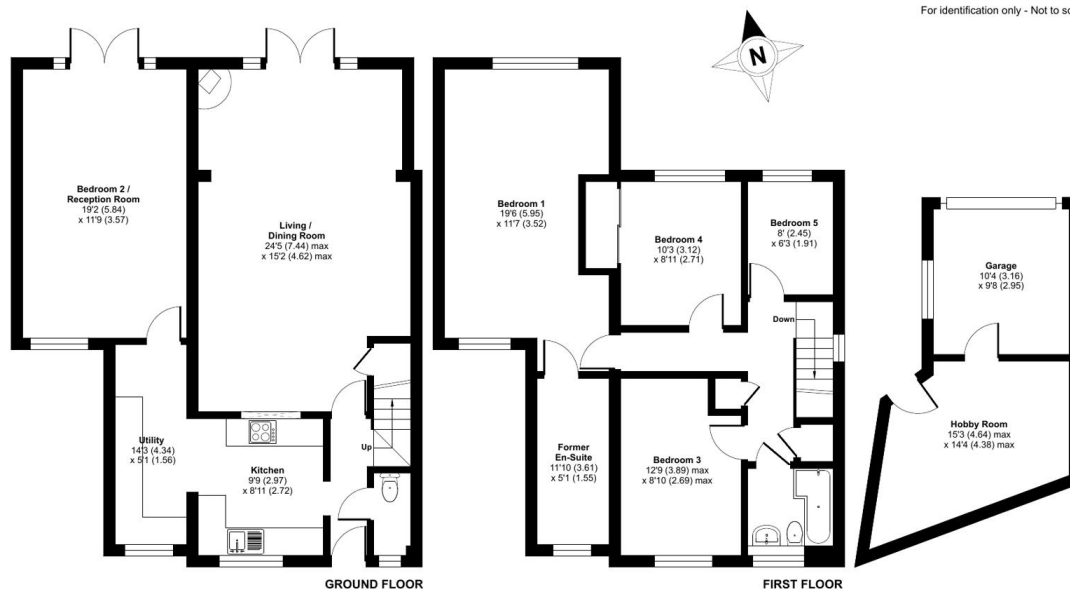 For identification only - Not to
N
Bedroom 2 /
Reception Room
19'2 (5.84)
x 11'9 (3.57)
Living /
Dining Room
24'5 (7.44) max
x 15'2 (4.62) max
Utility
14'3 (4.34)
x 5'1 (1.56)
Kitchen
9'9 (2.97)
x 8'11 (2.72)
Up
GROUND FLOOR
Bedroom 1
19'6 (5.95)
x 11'7 (3.52)
Bedroom 4
10'3 (3.12)
x 8'11 (2.71)
Bedroom 5
8' (2.45)
x 6'3 (1.91)
Down
Former
En-Suite
11'10 (3.61)
x 5'1 (1.55)
Bedroom 3
12'9 (3.89) max
x 8'10 (2.69) max
FIRST FLOOR
Garage
10'4 (3.16)
x 9'8 (2.95)
Hobby Room
15'3 (4.64) max
x 14'4 (4.38) max